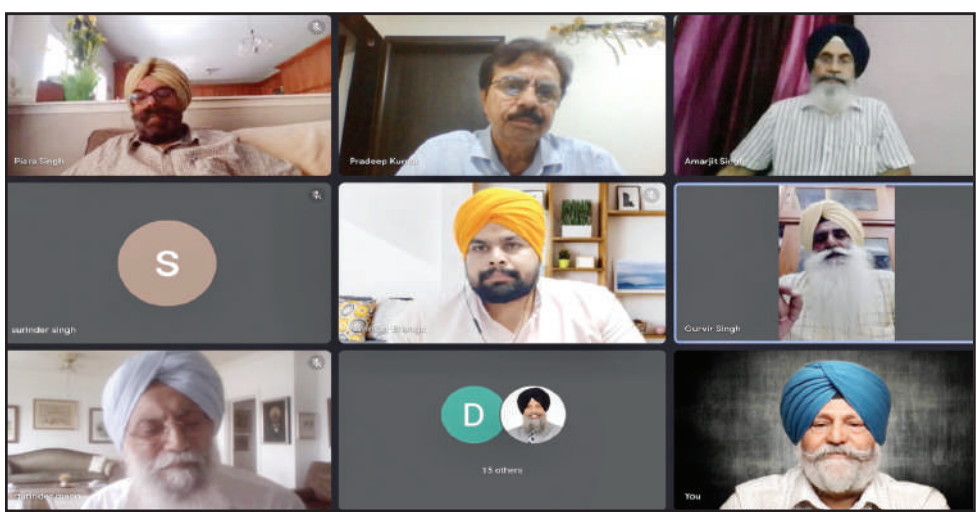 Piara Singh
Pradeep Kumar
Amarjit Singh
S
surinder singh
Gurvir Singh
D
15 others
You